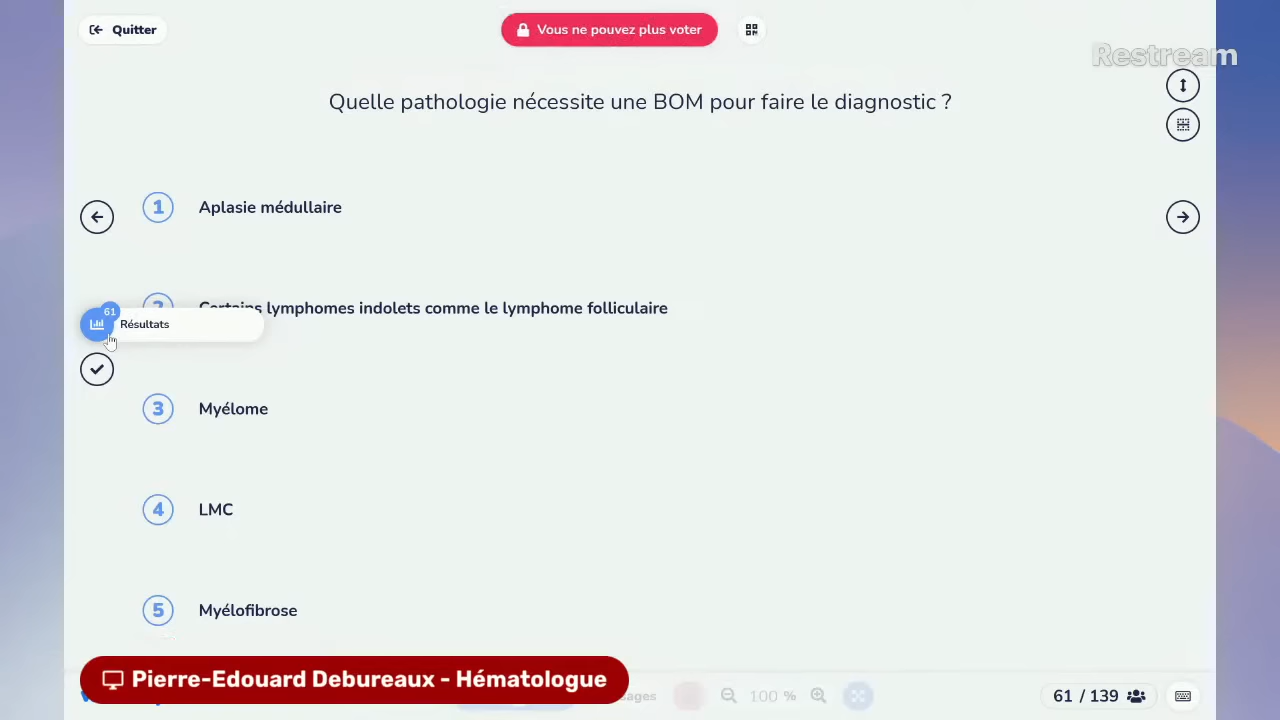 Quitter
Vous ne pouvez plus voter
Restream
Quelle pathologie nécessite une BOM pour faire le diagnostic ?
1 Aplasie médullaire
2 Certains lymphomes indolets comme le lymphome folliculaire
61
Résultats
3 Myélome
4 LMC
5 Myélofibrose
Pierre-Edouard Debureaux - Hématologue
100 %
61 / 139